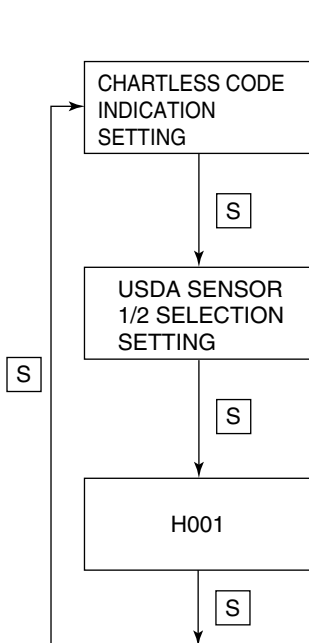 CHARTLESS CODE
INDICATION
SETTING
S
USDA SENSOR
1/2 SELECTION
SETTING
S
S
H001
S